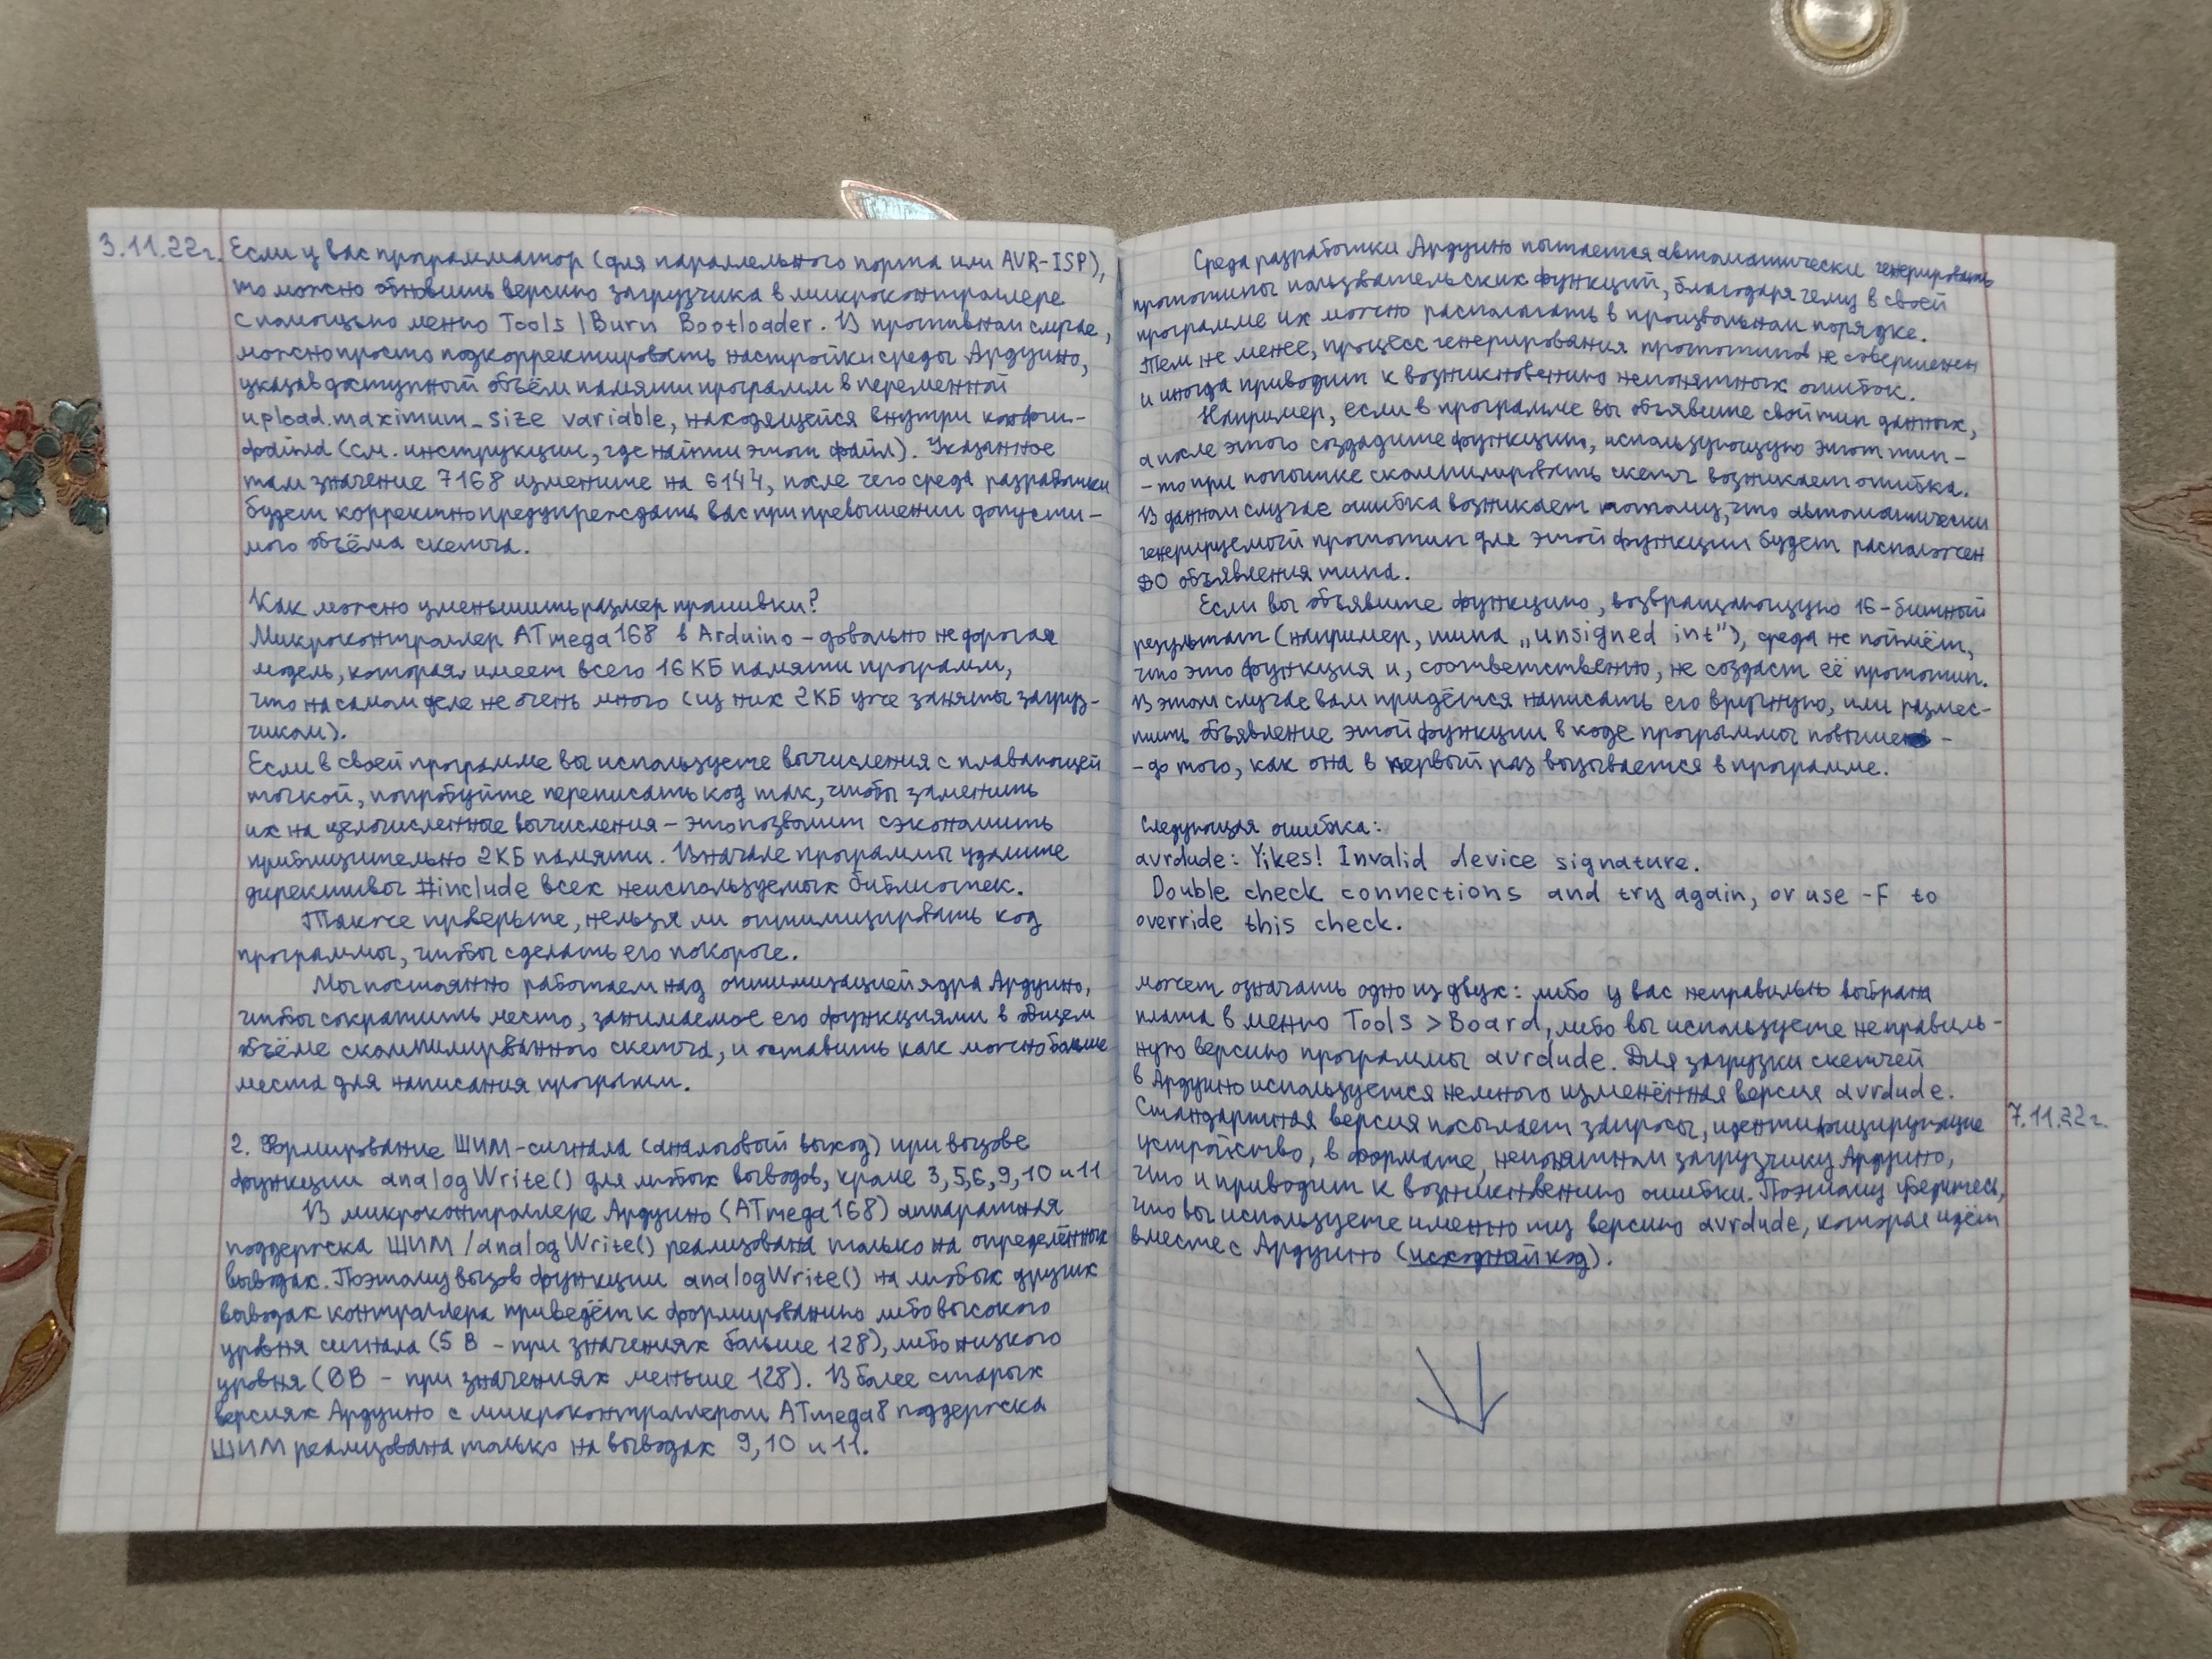 3.11.22г. Если у вас программатор (для параллельного порта или AVR-ISP),
то можно обновить версию загрузчика в микроконтроллере
с помощью меню Tools | Burn Bootloader. В противном случае,
можно просто подкорректировать настройки среды Ардуино,
указав доступный объём памяти программ в переменной
upload.maximum_size variable, находящейся внутри конфи-
файла (см. инструкции, где найти этот файл). Указанное
там значение 7168 измените на 6144, после чего среда разработки
будет корректно предупреждать вас при превышении допусти-
мого объёма скетча.
Как можно уменьшить размер прошивки?
Микроконтроллер ATmega168 в Arduino - довольно не дорогая
модель, которая имеет всего 16КБ памяти программ,
что на самом деле не очень много (из них 2КБ уже заняты загруз-
чиком).
Если в своей программе вы используете вычисления с плавающей
точкой, попробуйте переписать код так, чтобы заменить
их на целочисленные вычисления - это позволит сэкономить
приблизительно 2КБ памяти. Вначале программы удалите
директивы #include всех неиспользуемых библиотек.
Также проверьте, нельзя ли оптимизировать код
программы, чтобы сделать его покороче.
Мы постоянно работаем над оптимизацией ядра Ардуино,
чтобы сократить место, занимаемое его функциями в общем
объёме скомпилированного скетча, и оставить как можно больше
места для написания программ.
2. Формирование ШИМ-сигнала (аналоговый выход) при вызове
функции analogWrite() для любых выводов, кроме 3,5,6,9,10 и 11
В микроконтроллере Ардуино (ATmega168) аппаратная
поддержка ШИМ/analogWrite() реализована только на определённых
выводах. Поэтому вызов функции analogWrite() на любых других
выводах контроллера приведёт к формированию либо высокого
уровня сигнала (5 В - при значениях больше 128), либо низкого
уровня (0В - при значениях меньше 128). В более старых
версиях Ардуино с микроконтроллером ATmega8 поддержка
ШИМ реализована только на выводах 9, 10 и 11.
Среда разработки Ардуино пытается автоматически генерировать
прототипы пользвательских функций, благодаря чему в своей
программе их можно располагать в произвольном порядке.
Тем не менее, процесс генерирования прототипов не совершенен
и иногда приводит к возникновению непонятных ошибок.
Например, если в программе вы объявите свой тип данных,
а после этого создадите функцию, использующую этот тип -
- то при попытке скомпилировать скетч возникает ошибка.
В данном случае ошибка возникает потому, что автоматически
генерируемый прототип для этой функции будет расположен
ДО объявления типа.
Если вы объявите функцию, возвращающую 16-битный
результат (например, типа „unsigned int"), среда не поймёт,
что это функция и, соответственно, не создаст её прототип.
В этом случае вам придётся написать его вручную, или размес-
тить объявление этой функции в коде программы повыше -
- до того, как она в первый раз вызывается в программе.
Следующая ошибка:
avrdude: Yikes! Invalid device signature.
Double check connections and try again, or use -F to
override this check.
может означать одно из двух: либо у вас неправильно выбрана
плата в меню Tools > Board, либо вы используете неправиль-
ную версию программы avrdude. Для загрузки скетчей
в Ардуино используется немного изменённая версия avrdude.
Стандартная версия посылает запросы, идентифицирующие 7.11.22г.
устройство, в формате, непонятном загрузчику Ардуино,
что и приводит к возникновению ошибки. Поэтому убедитесь,
что вы используете именно ту версию avrdude, которая идёт
вместе с Ардуино (исходный код).